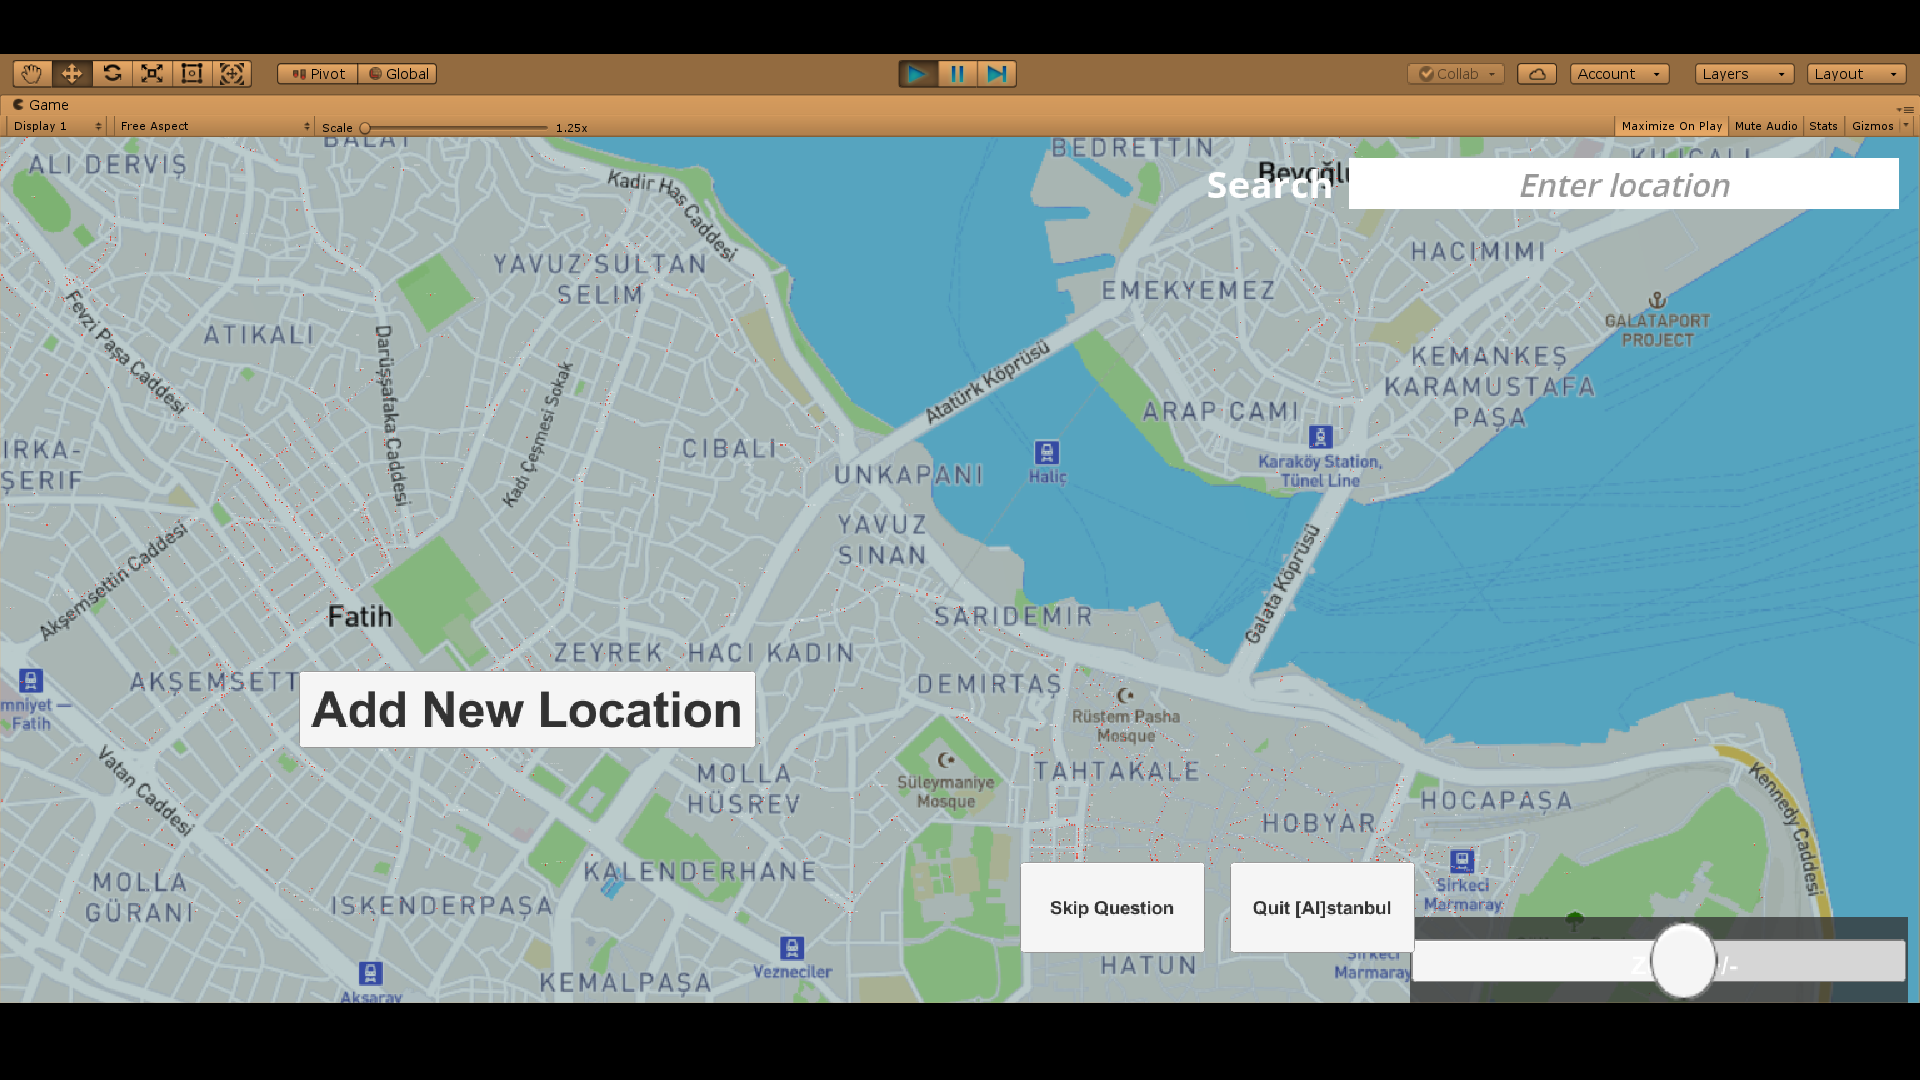 Pivot
Global
Collab
Account
Layers
Layout
Game
Display 1
Free Aspect
Scale
1.25x
Maximize On Play
Mute Audio
Stats
Gizmos
BALAT
BEDRETTIN
ALI DERVIŞ
Kadir Has Caddesi
Search
Enter location
YAVUZ SULTAN
SELIM
HACIMIMI
EMEKYEMEZ
Fevzi Paşa Caddesi
ATIKALI
Darüşşafaka Caddesi
GALATAPORT
PROJECT
Atatürk Köprüsü
KEMANKEŞ
KARAMUSTAFA
PAŞA
Kadı Çeşmesi Sokak
ARAP CAMI
CIBALI
IRKA-
ŞERIF
UNKAPANI
Haliç
Karaköy Station,
Tünel Line
YAVUZ
SINAN
Akşemsettin Caddesi
Galata Köprüsü
Fatih
SARIDEMIR
ZEYREK
HACI KADIN
AKŞEMSETT
DEMIRTAŞ
Add New Location
mniyet —
Fatih
Rüstem Pasha
Mosque
Vatan Caddesi
MOLLA
HÜSREV
Süleymaniye
Mosque
TAHTAKALE
HOCAPAŞA
Kennedy Caddesi
HOBYAR
KALENDERHANE
MOLLA
GÜRANI
ISKENDERPAŞA
Skip Question
Quit [AI]stanbul
Sirkeci
Marmaray
Vezneciler
KEMALPAŞA
HATUN
Sirkeci
Marmaray
Aksaray